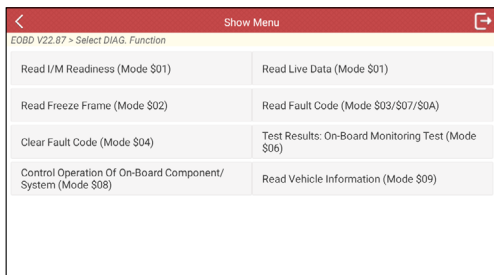 Show Menu
EOBD V22.87 > Select DIAG. Function
Read I/M Readiness (Mode $01)
Read Live Data (Mode $01)
Read Freeze Frame (Mode $02)
Read Fault Code (Mode $03/$07/$0A)
Clear Fault Code (Mode $04)
Test Results: On-Board Monitoring Test (Mode
$06)
Control Operation Of On-Board Component/
System (Mode $08)
Read Vehicle Information (Mode $09)